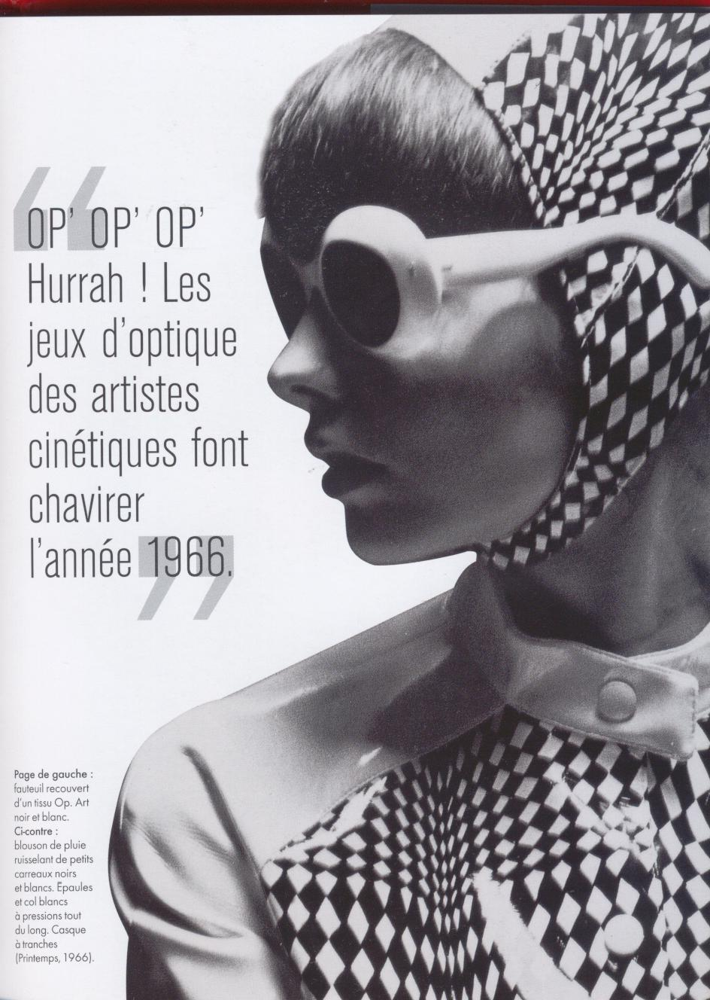 “
OP’ OP’ OP’
Hurrah ! Les
jeux d’optique
des artistes
cinétiques font
chavirer
l’année 1966.
”
Page de gauche :
fauteuil recouvert
d’un tissu Op. Art
noir et blanc.
Ci-contre :
blouson de pluie
ruisselant de petits
carreaux noirs
et blancs. Épaules
et col blancs
à pressions tout
du long. Casque
à tranches
(Printemps, 1966).